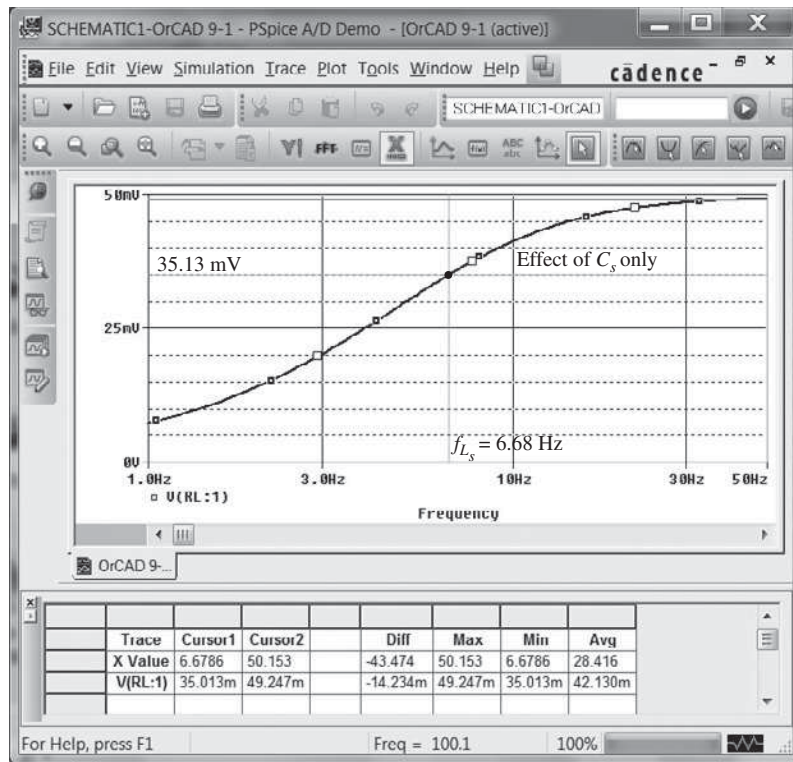 SCHEMATIC1-OrCAD 9-1 - PSpice A/D Demo - [OrCAD 9-1 (active)]
File Edit View Simulation Trace Plot Tools Window Help
cādence
SCHEMATIC1-OrCAD
50mV
35.13 mV
Effect of Cs only
25mV
fLs = 6.68 Hz
0V
1.0Hz 3.0Hz 10Hz 30Hz 50Hz
V(RL:1)
Frequency
OrCAD 9-...
Trace Cursor1 Cursor2 Diff Max Min Avg
X Value 6.6786 50.153 -43.474 50.153 6.6786 28.416
V(RL:1) 35.013m 49.247m -14.234m 49.247m 35.013m 42.130m
For Help, press F1 Freq = 100.1 100%